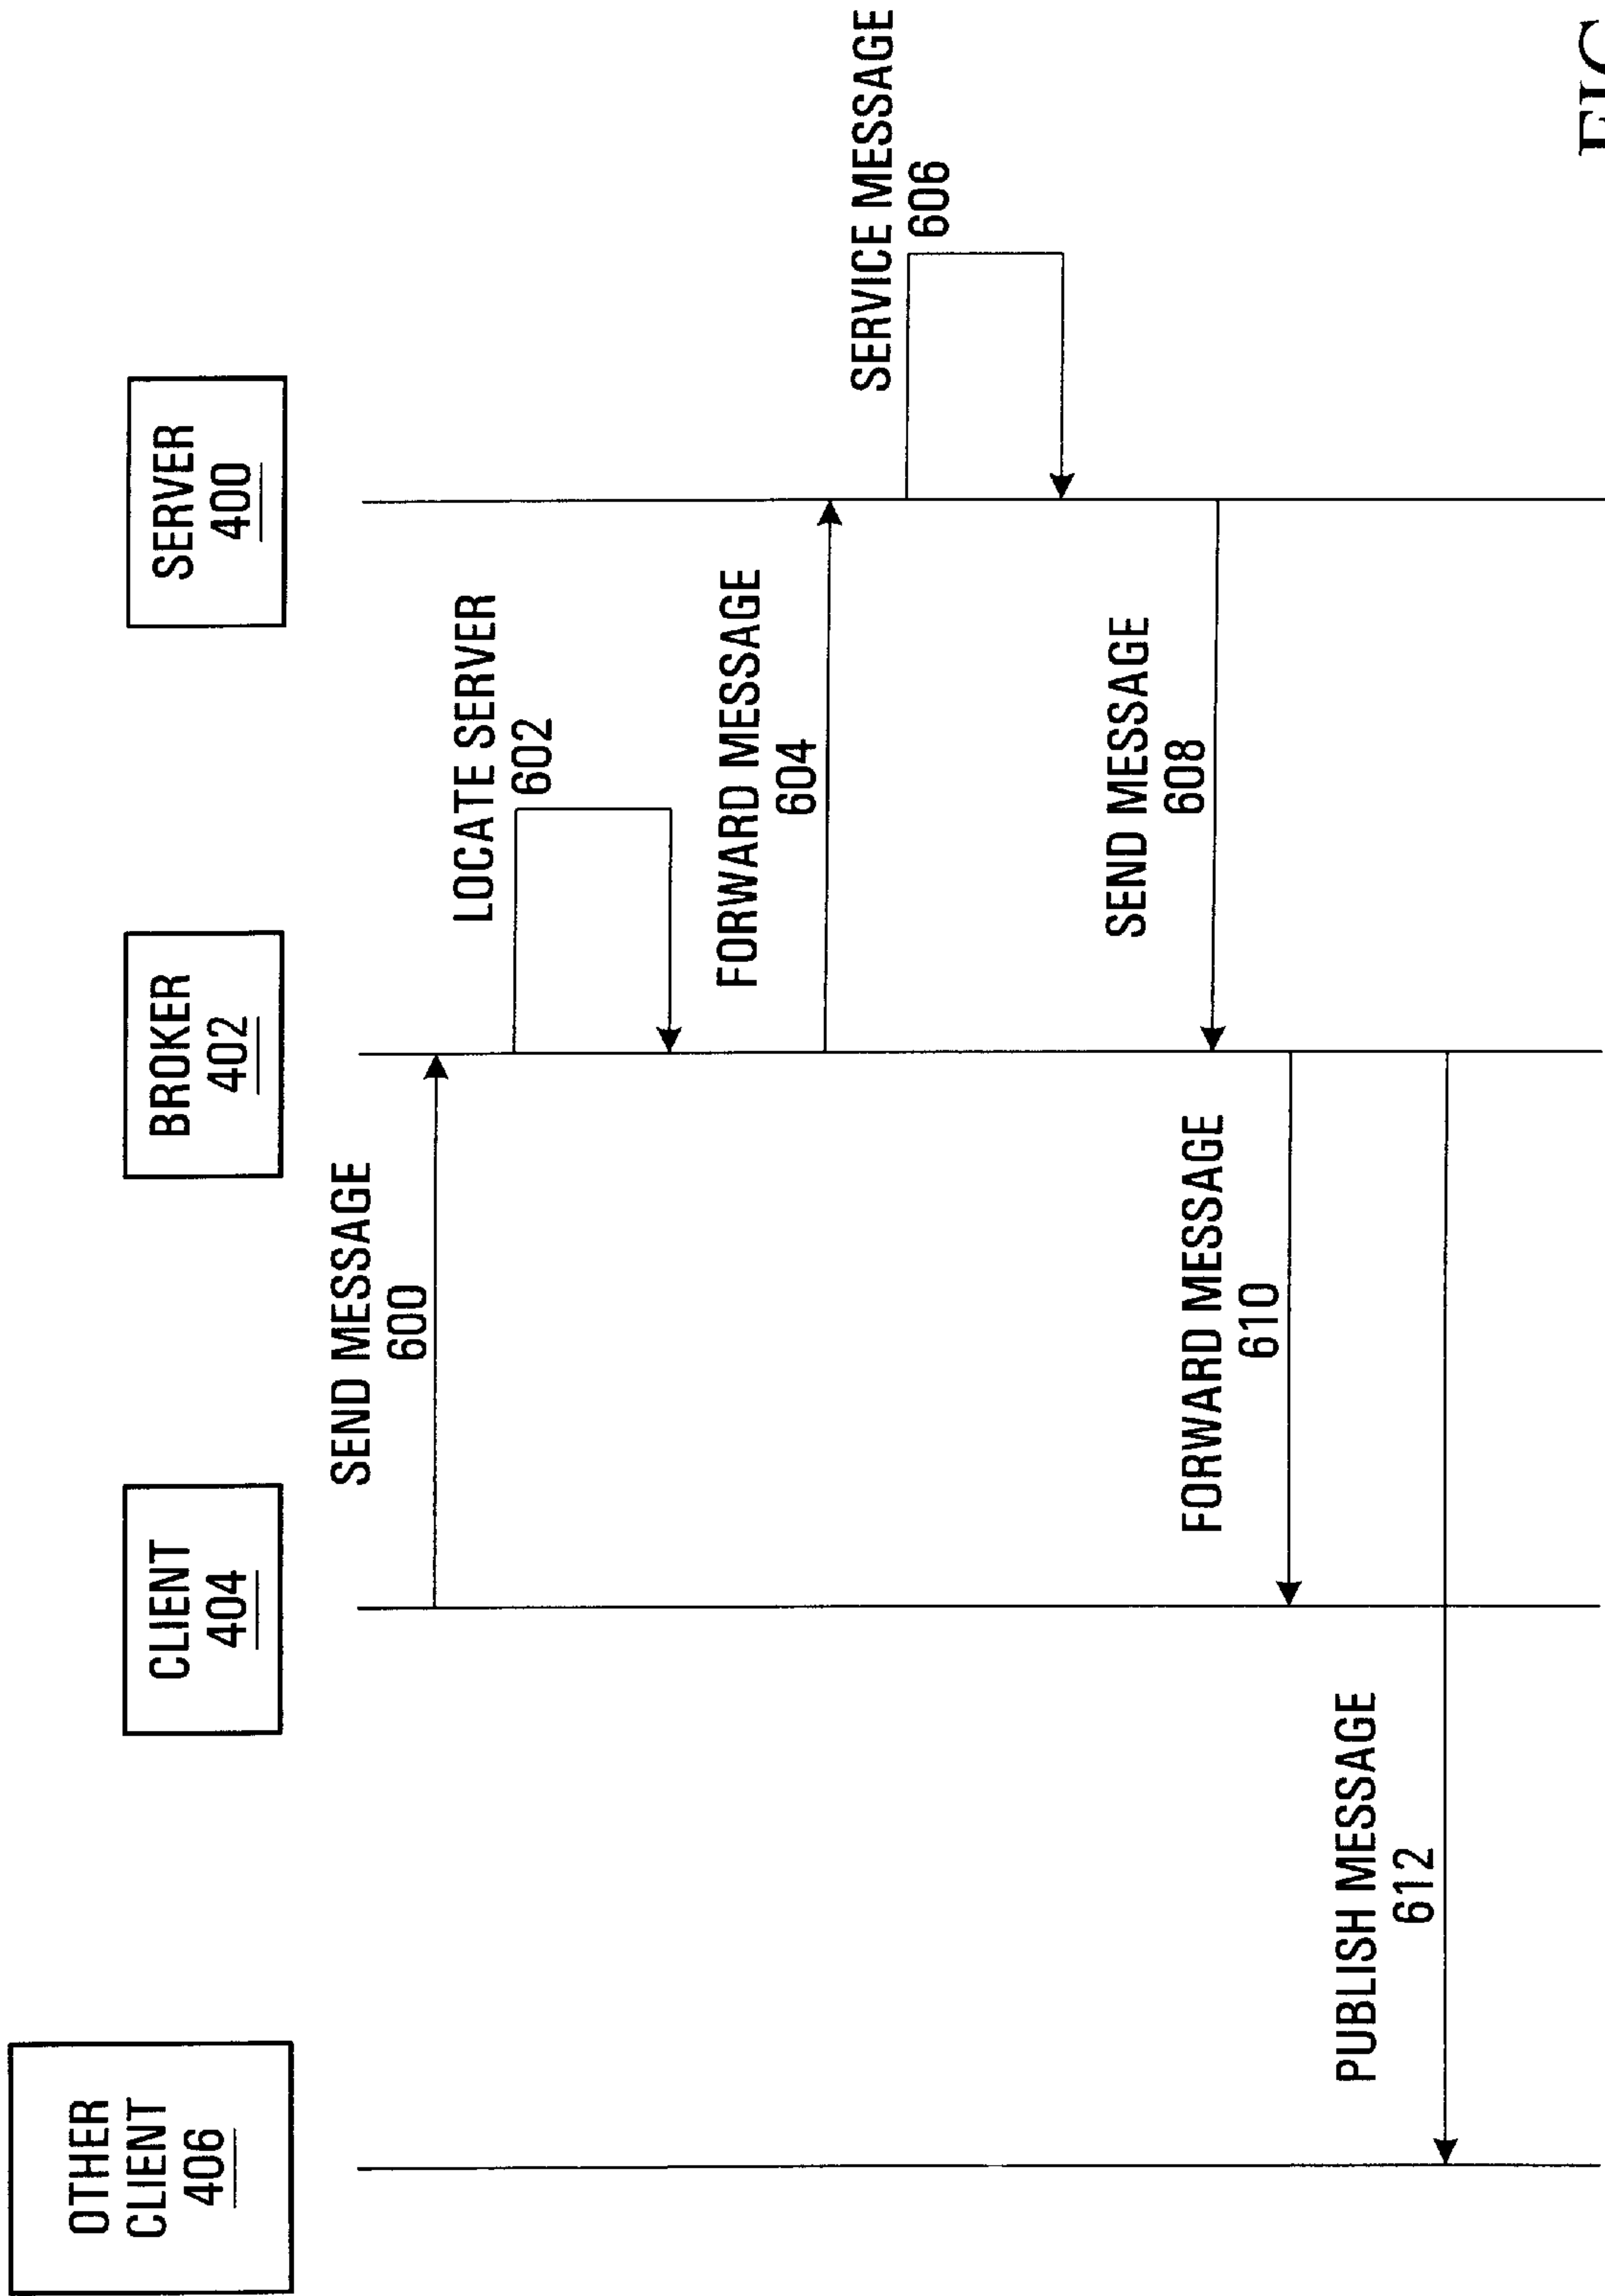 OTHER
CLIENT
406
CLIENT
404
BROKER
402
SERVER
400
SEND MESSAGE
600
LOCATE SERVER
602
FORWARD MESSAGE
604
SERVICE MESSAGE
606
SEND MESSAGE
608
FORWARD MESSAGE
610
PUBLISH MESSAGE
612